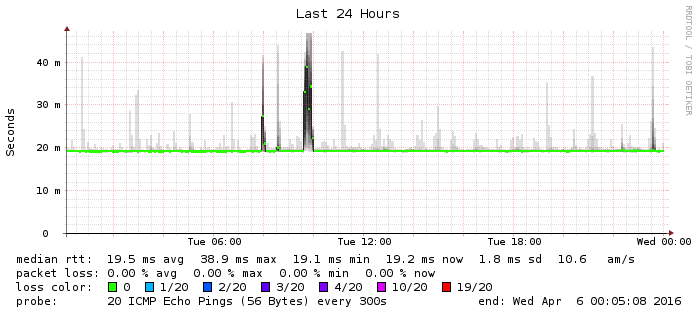 Last 24 Hours
RRDTOOL / TOBI OETIKER
Seconds
40 m
30 m
20 m
10 m
0
Tue 06:00 Tue 12:00 Tue 18:00 Wed 00:00
median rtt: 19.5 ms avg 38.9 ms max 19.1 ms min 19.2 ms now 1.8 ms sd 10.6 am/s
packet loss: 0.00 % avg 0.00 % max 0.00 % min 0.00 % now
loss color: 0 1/20 2/20 3/20 4/20 10/20 19/20
probe: 20 ICMP Echo Pings (56 Bytes) every 300s end: Wed Apr 6 00:05:08 2016